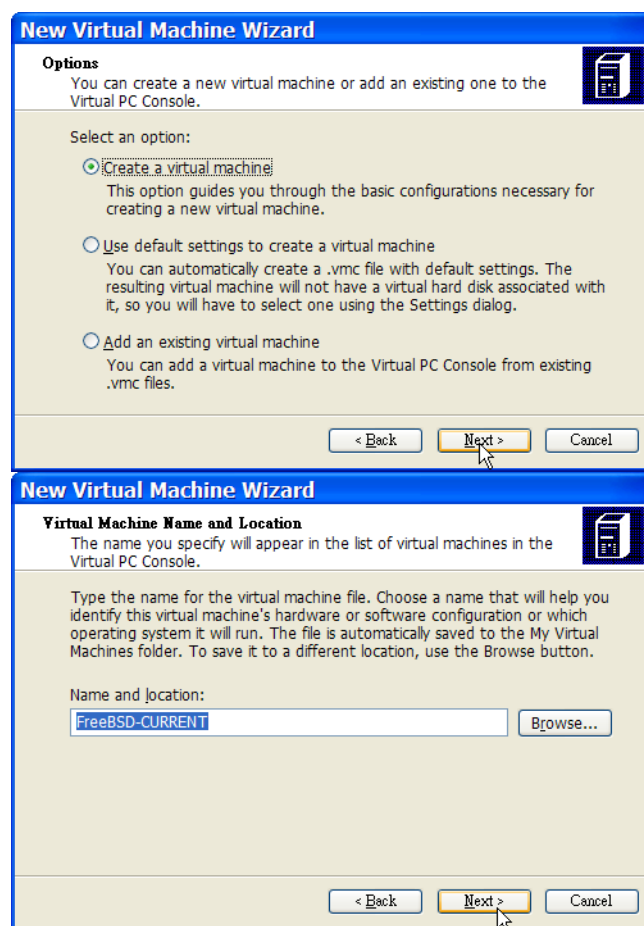 New Virtual Machine Wizard
Options
You can create a new virtual machine or add an existing one to the
Virtual PC Console.
Select an option:
Create a virtual machine
This option guides you through the basic configurations necessary for
creating a new virtual machine.
Use default settings to create a virtual machine
You can automatically create a .vmc file with default settings. The
resulting virtual machine will not have a virtual hard disk associated with
it, so you will have to select one using the Settings dialog.
Add an existing virtual machine
You can add a virtual machine to the Virtual PC Console from existing
.vmc files.
< Back Next > Cancel
New Virtual Machine Wizard
Virtual Machine Name and Location
The name you specify will appear in the list of virtual machines in the
Virtual PC Console.
Type the name for the virtual machine file. Choose a name that will help you
identify this virtual machine's hardware or software configuration or which
operating system it will run. The file is automatically saved to the My Virtual
Machines folder. To save it to a different location, use the Browse button.
Name and location:
FreeBSD-CURRENT Browse...
< Back Next > Cancel